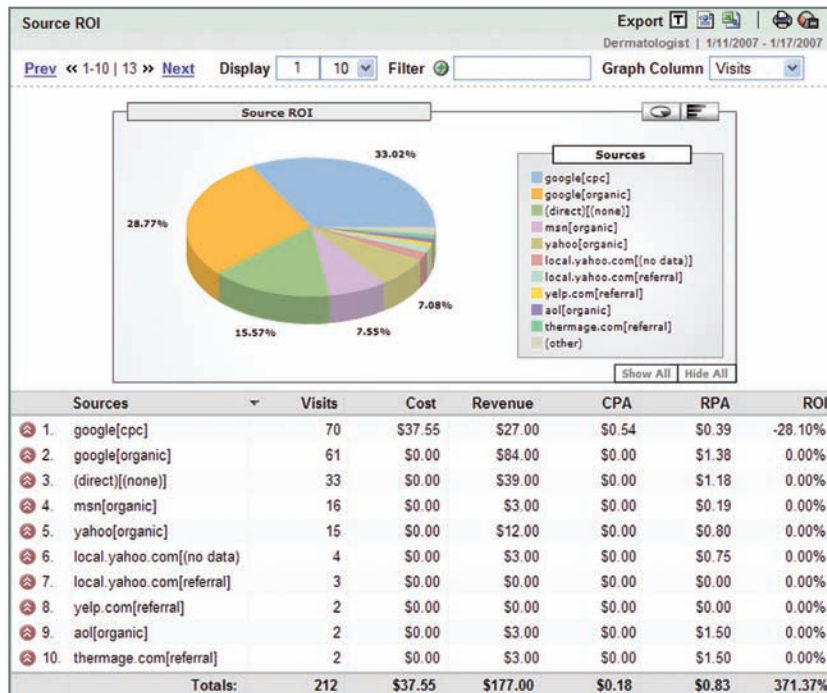 Source ROI Export T
Dermatologist | 1/11/2007 - 1/17/2007
Prev « 1-10 | 13 » Next Display 1 10 Filter Graph Column Visits
Source ROI
33.02%
28.77%
15.57%
7.55%
7.08%
Sources
google[cpc]
google[organic]
(direct)[(none)]
msn[organic]
yahoo[organic]
local.yahoo.com[(no data)]
local.yahoo.com[referral]
yelp.com[referral]
aol[organic]
thermage.com[referral]
(other)
Show All Hide All
Sources Visits Cost Revenue CPA RPA ROI
1. google[cpc] 70 $37.55 $27.00 $0.54 $0.39 -28.10%
2. google[organic] 61 $0.00 $84.00 $0.00 $1.38 0.00%
3. (direct)[(none)] 33 $0.00 $39.00 $0.00 $1.18 0.00%
4. msn[organic] 16 $0.00 $3.00 $0.00 $0.19 0.00%
5. yahoo[organic] 15 $0.00 $12.00 $0.00 $0.80 0.00%
6. local.yahoo.com[(no data) 4 $0.00 $3.00 $0.00 $0.75 0.00%
7. local.yahoo.com[referral] 3 $0.00 $0.00 $0.00 $0.00 0.00%
8. yelp.com[referral] 2 $0.00 $0.00 $0.00 $0.00 0.00%
9. aol[organic] 2 $0.00 $3.00 $0.00 $1.50 0.00%
10. thermage.com[referral] 2 $0.00 $3.00 $0.00 $1.50 0.00%
Totals: 212 $37.55 $177.00 $0.18 $0.83 371.37%